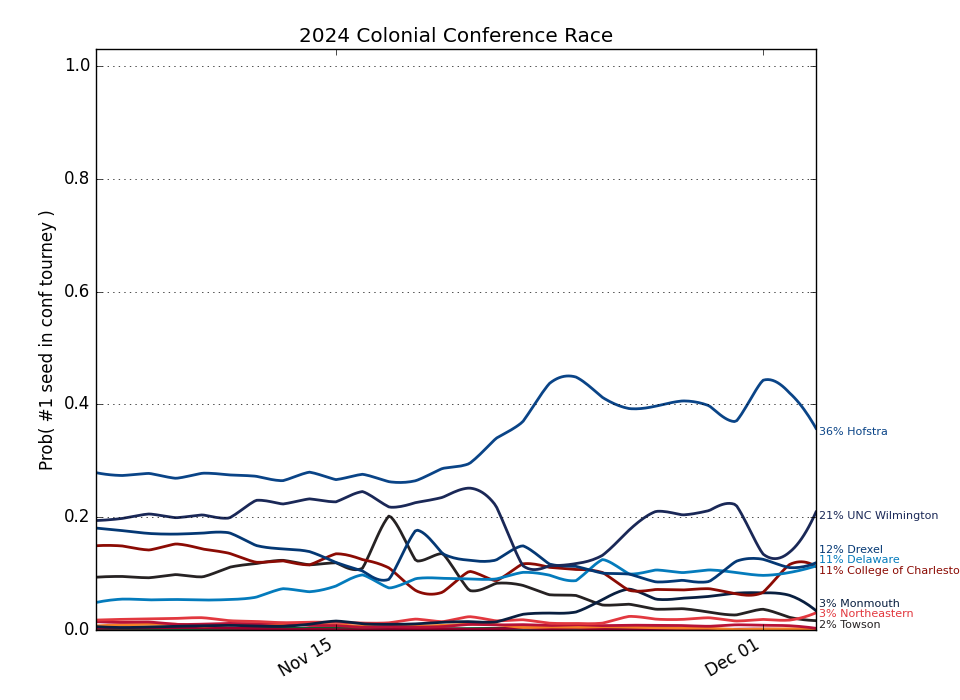 2024 Colonial Conference Race
Prob( #1 seed in conf tourney )
1.0
0.8
0.6
0.4
0.2
0.0
Nov 15
Dec 01
36% Hofstra
21% UNC Wilmington
12% Drexel
11% Delaware
11% College of Charlesto
3% Monmouth
3% Northeastern
2% Towson